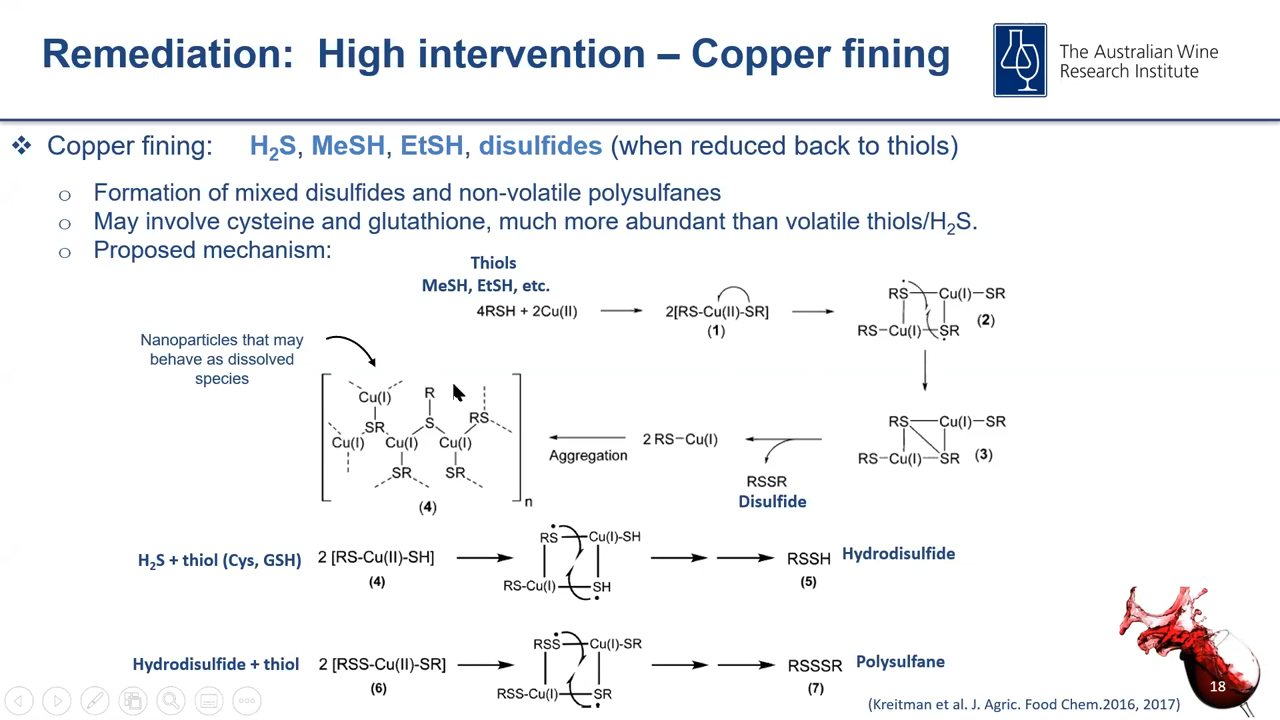 Remediation: High intervention – Copper fining
The Australian Wine
Research Institute
❖ Copper fining: H₂S, MeSH, EtSH, disulfides (when reduced back to thiols)
o Formation of mixed disulfides and non-volatile polysulfanes
o May involve cysteine and glutathione, much more abundant than volatile thiols/H₂S.
o Proposed mechanism:
Thiols
MeSH, EtSH, etc.
4RSH + 2Cu(II)
2[RS-Cu(II)-SR]
(1)
RS Cu(I)–SR
RS–Cu(I) SR
(2)
Nanoparticles that may
behave as dissolved
species
Cu(I)
R
SR
S
RS
Cu(I) Cu(I) Cu(I)
SR SR
n
(4)
Aggregation
2 RS–Cu(I)
RSSR
Disulfide
RS Cu(I)–SR
RS–Cu(I) SR
(3)
H₂S + thiol (Cys, GSH)
2 [RS-Cu(II)-SH]
(4)
RS Cu(I)-SH
RS-Cu(I) SH
RSSH
(5)
Hydrodisulfide
Hydrodisulfide + thiol
2 [RSS-Cu(II)-SR]
(6)
RSS Cu(I)-SR
RSS-Cu(I) SR
RSSSR
(7)
Polysulfane
18
(Kreitman et al. J. Agric. Food Chem.2016, 2017)